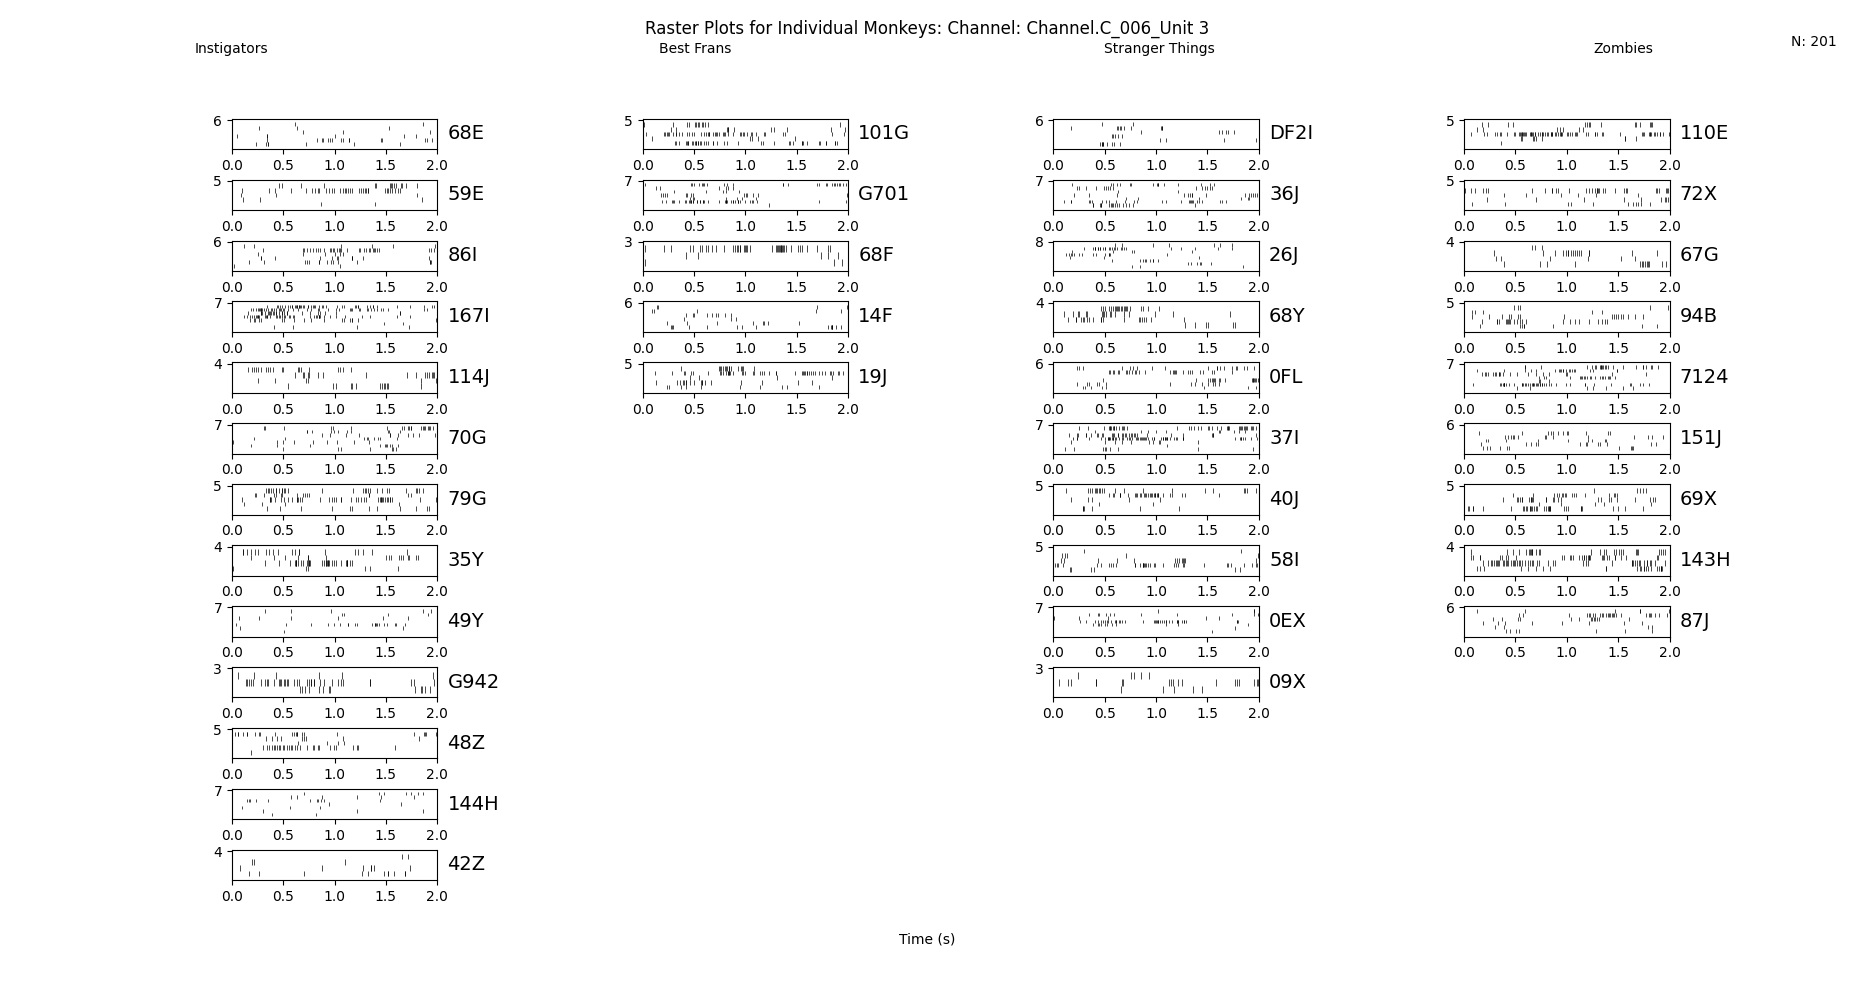 Raster Plots for Individual Monkeys: Channel: Channel.C_006_Unit 3
Instigators Best Frans Stranger Things Zombies N: 201
6 68E 5 101G 6 DF2I 5 110E
0.0 0.5 1.0 1.5 2.0 0.0 0.5 1.0 1.5 2.0 0.0 0.5 1.0 1.5 2.0 0.0 0.5 1.0 1.5 2.0
5 59E 7 G701 7 36J 5 72X
0.0 0.5 1.0 1.5 2.0 0.0 0.5 1.0 1.5 2.0 0.0 0.5 1.0 1.5 2.0 0.0 0.5 1.0 1.5 2.0
6 86I 3 68F 8 26J 4 67G
0.0 0.5 1.0 1.5 2.0 0.0 0.5 1.0 1.5 2.0 0.0 0.5 1.0 1.5 2.0 0.0 0.5 1.0 1.5 2.0
7 167I 6 14F 4 68Y 5 94B
0.0 0.5 1.0 1.5 2.0 0.0 0.5 1.0 1.5 2.0 0.0 0.5 1.0 1.5 2.0 0.0 0.5 1.0 1.5 2.0
4 114J 5 19J 6 0FL 7 7124
0.0 0.5 1.0 1.5 2.0 0.0 0.5 1.0 1.5 2.0 0.0 0.5 1.0 1.5 2.0 0.0 0.5 1.0 1.5 2.0
7 70G 7 37I 6 151J
0.0 0.5 1.0 1.5 2.0 0.0 0.5 1.0 1.5 2.0 0.0 0.5 1.0 1.5 2.0
5 79G 5 40J 5 69X
0.0 0.5 1.0 1.5 2.0 0.0 0.5 1.0 1.5 2.0 0.0 0.5 1.0 1.5 2.0
4 35Y 5 58I 4 143H
0.0 0.5 1.0 1.5 2.0 0.0 0.5 1.0 1.5 2.0 0.0 0.5 1.0 1.5 2.0
7 49Y 7 0EX 6 87J
0.0 0.5 1.0 1.5 2.0 0.0 0.5 1.0 1.5 2.0 0.0 0.5 1.0 1.5 2.0
3 G942 3 09X
0.0 0.5 1.0 1.5 2.0 0.0 0.5 1.0 1.5 2.0
5 48Z
0.0 0.5 1.0 1.5 2.0
7 144H
0.0 0.5 1.0 1.5 2.0
4 42Z
0.0 0.5 1.0 1.5 2.0
Time (s)